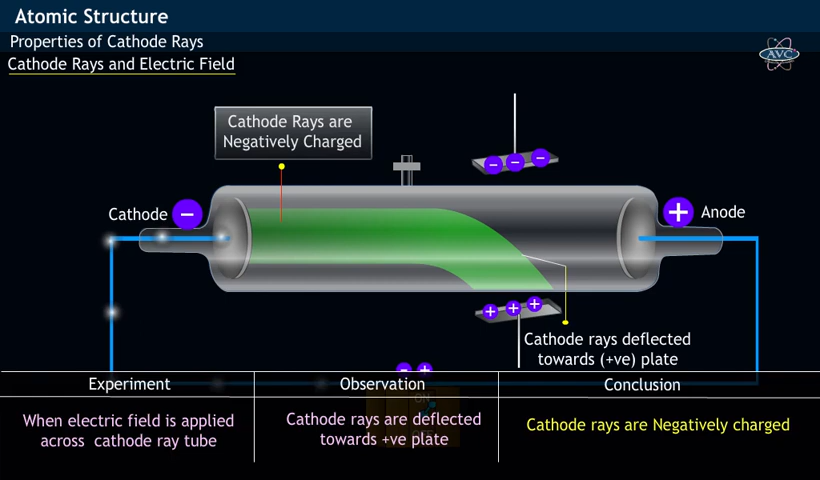 Atomic Structure
Properties of Cathode Rays
Cathode Rays and Electric Field
AVC
Cathode Rays are
Negatively Charged
Cathode
Anode
Cathode rays deflected
towards (+ve) plate
Experiment
Observation
Conclusion
ON
When electric field is applied
across cathode ray tube
Cathode rays are deflected
towards +ve plate
Cathode rays are Negatively charged
OFF